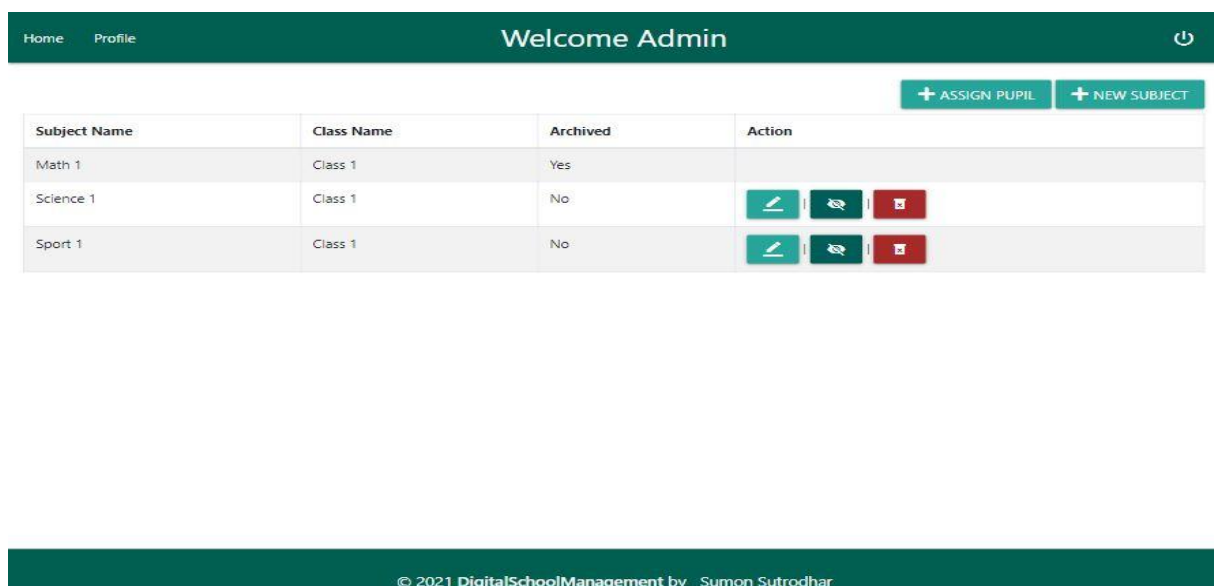 Home Profile Welcome Admin
ASSIGN PUPIL NEW SUBJECT
Subject Name Class Name Archived Action
Math 1 Class 1 Yes
Science 1 Class 1 No | |
Sport 1 Class 1 No | |
© 2021 DigitalSchoolManagement by Sumon Sutrodhar